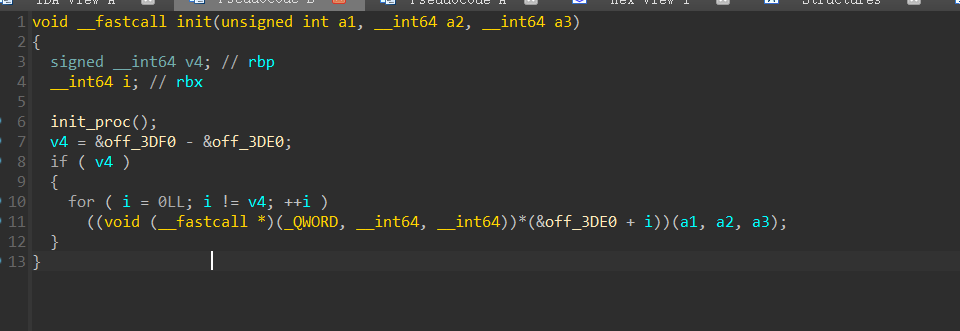 IDA View-A Pseudocode-B Pseudocode-A Hex View-1 Structures
1 void __fastcall init(unsigned int a1, __int64 a2, __int64 a3)
2 {
3 signed __int64 v4; // rbp
4 __int64 i; // rbx
5
6 init_proc();
7 v4 = &off_3DF0 - &off_3DE0;
8 if ( v4 )
9 {
10 for ( i = 0LL; i != v4; ++i )
11 ((void (__fastcall *)(_QWORD, __int64, __int64))*(&off_3DE0 + i))(a1, a2, a3);
12 }
13 }